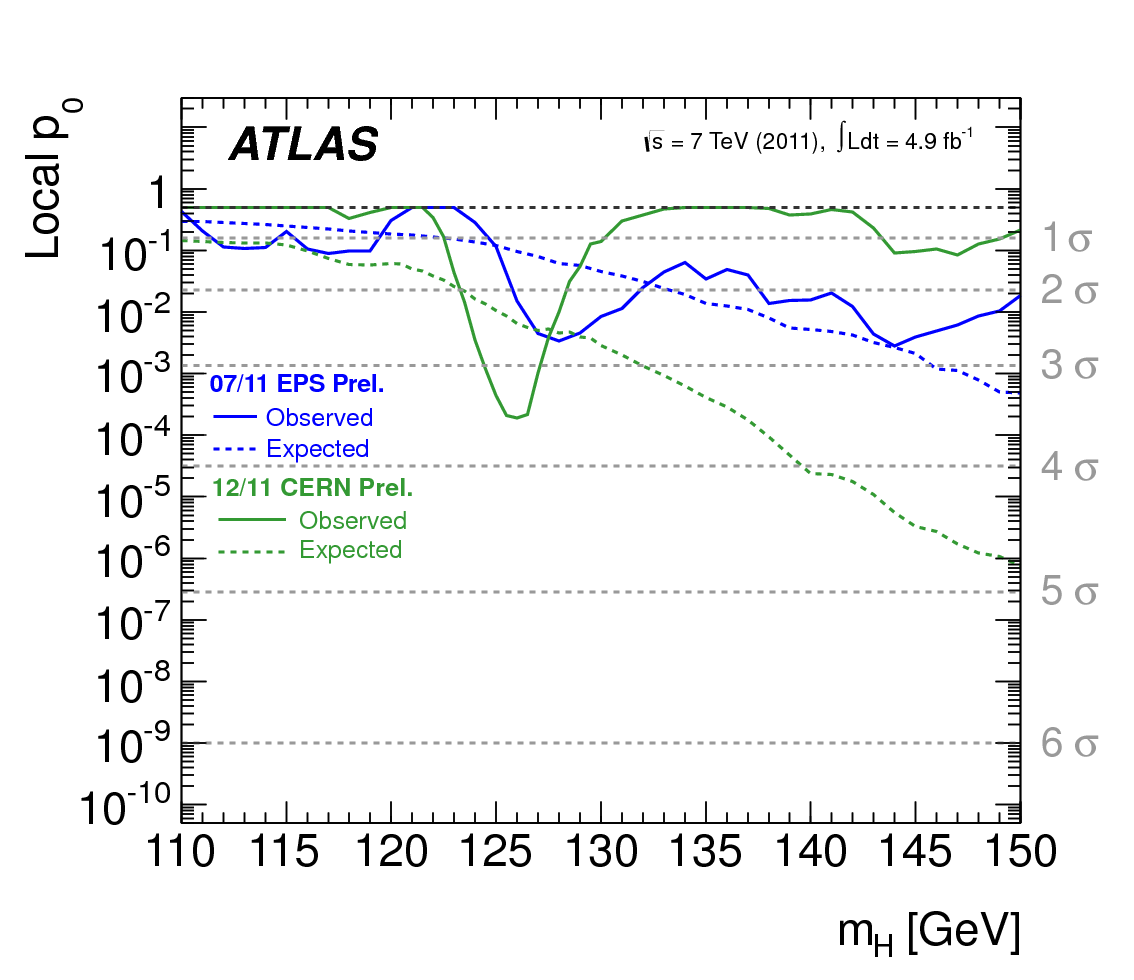 ATLAS
√s = 7 TeV (2011), ∫Ldt = 4.9 fb⁻¹
Local p₀
1
10⁻¹
10⁻²
10⁻³
10⁻⁴
10⁻⁵
10⁻⁶
10⁻⁷
10⁻⁸
10⁻⁹
10⁻¹⁰
1 σ
2 σ
3 σ
4 σ
5 σ
6 σ
07/11 EPS Prel.
Observed
Expected
12/11 CERN Prel.
Observed
Expected
110 115 120 125 130 135 140 145 150
m_H [GeV]